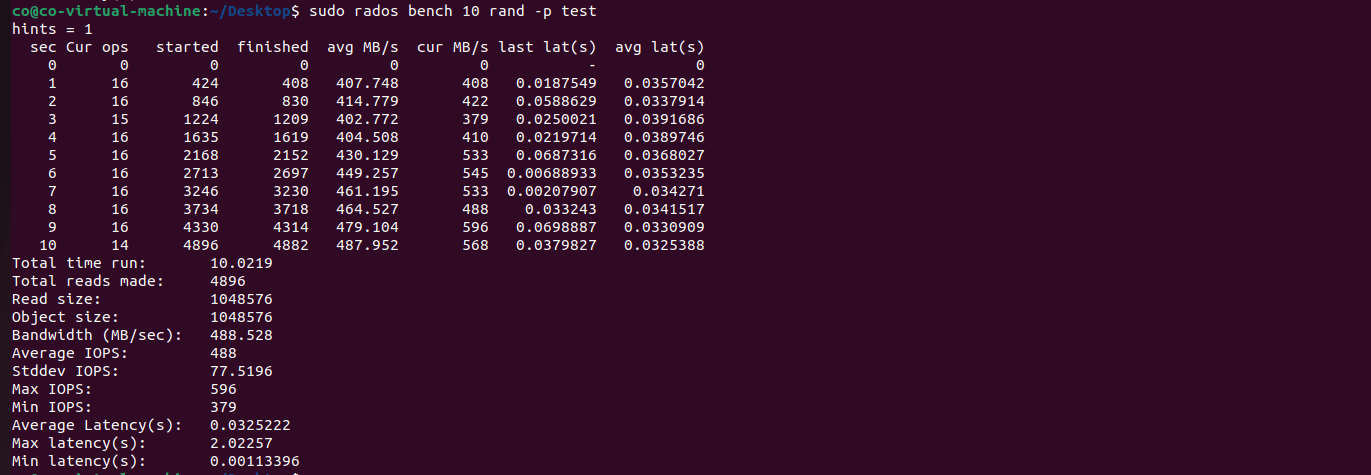 co@co-virtual-machine:~/Desktop$ sudo rados bench 10 rand -p test
hints = 1
  sec Cur ops   started  finished  avg MB/s  cur MB/s last lat(s)  avg lat(s)
    0       0         0         0         0         0           -           0
    1      16       424       408   407.748       408   0.0187549   0.0357042
    2      16       846       830   414.779       422   0.0588629   0.0337914
    3      15      1224      1209   402.772       379   0.0250021   0.0391686
    4      16      1635      1619   404.508       410   0.0219714   0.0389746
    5      16      2168      2152   430.129       533   0.0687316   0.0368027
    6      16      2713      2697   449.257       545  0.00688933   0.0353235
    7      16      3246      3230   461.195       533  0.00207907    0.034271
    8      16      3734      3718   464.527       488    0.033243   0.0341517
    9      16      4330      4314   479.104       596   0.0698887   0.0330909
   10      14      4896      4882   487.952       568   0.0379827   0.0325388
Total time run:       10.0219
Total reads made:     4896
Read size:            1048576
Object size:          1048576
Bandwidth (MB/sec):   488.528
Average IOPS:         488
Stddev IOPS:          77.5196
Max IOPS:             596
Min IOPS:             379
Average Latency(s):   0.0325222
Max latency(s):       2.02257
Min latency(s):       0.00113396